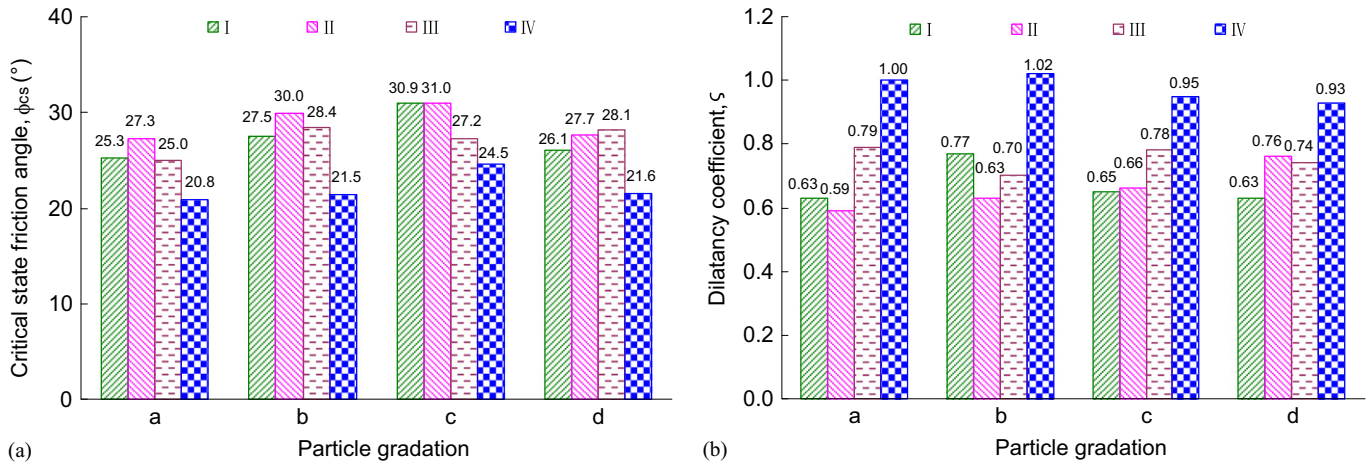 Critical state friction angle, ϕcs (°)
40
30
20
10
0
I II III IV
25.3 27.3 25.0 20.8
27.5 30.0 28.4 21.5
30.9 31.0 27.2 24.5
26.1 27.7 28.1 21.6
a b c d
Particle gradation
(a)
Dilatancy coefficient, ς
1.2
1.0
0.8
0.6
0.4
0.2
0.0
I II III IV
0.63 0.59 0.79 1.00
0.77 0.63 0.70 1.02
0.65 0.66 0.78 0.95
0.63 0.76 0.74 0.93
a b c d
Particle gradation
(b)